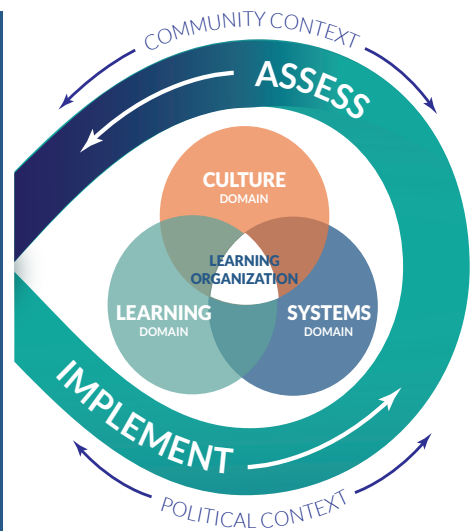 COMMUNITY CONTEXT
ASSESS
CULTURE
DOMAIN
LEARNING
ORGANIZATION
LEARNING
DOMAIN
SYSTEMS
DOMAIN
IMPLEMENT
POLITICAL CONTEXT